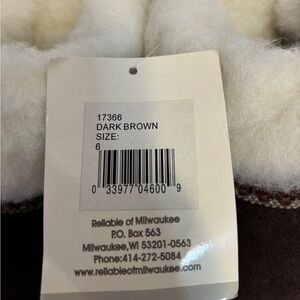 17366
DARK BROWN
SIZE:
6
0 33977 04600 9
Reliable of Milwaukee
P.O. Box 563
Milwaukee,WI 53201-0563
Phone:414-272-5084
www.reliableofmilwaukee.com